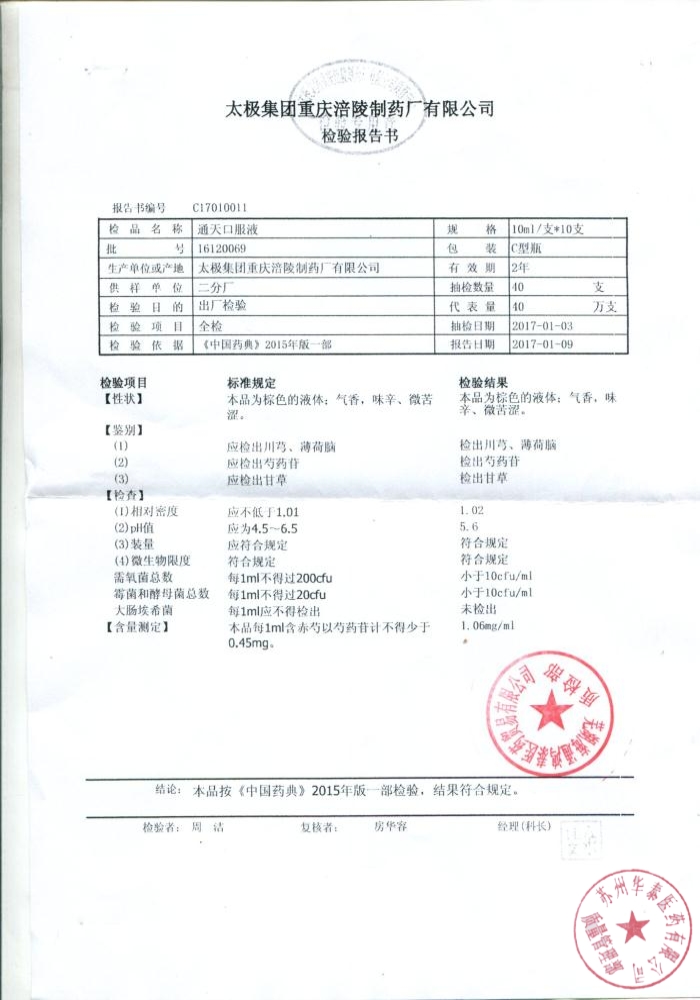 太极集团重庆涪陵制药厂有限公司
检验报告书
报告书编号 C17010011
检品名称 通天口服液 规格 10ml/支*10支
批号 16120069 包装 C型瓶
生产单位或产地 太极集团重庆涪陵制药厂有限公司 有效期 2年
供样单位 二分厂 抽检数量 40 支
检验目的 出厂检验 代表量 40 万支
检验项目 全检 抽检日期 2017-01-03
检验依据 《中国药典》2015年版一部 报告日期 2017-01-09
检验项目 标准规定 检验结果
【性状】 本品为棕色的液体；气香，味辛、微苦 本品为棕色的液体；气香，味
涩。 辛、微苦涩。
【鉴别】
(1) 应检出川芎、薄荷脑 检出川芎、薄荷脑
(2) 应检出芍药苷 检出芍药苷
(3) 应检出甘草 检出甘草
【检查】
(1)相对密度 应不低于1.01 1.02
(2)pH值 应为4.5～6.5 5.6
(3)装量 应符合规定 符合规定
(4)微生物限度 符合规定 符合规定
需氧菌总数 每1ml不得过200cfu 小于10cfu/ml
霉菌和酵母菌总数 每1ml不得过20cfu 小于10cfu/ml
大肠埃希菌 每1ml应不得检出 未检出
【含量测定】 本品每1ml含赤芍以芍药苷计不得少于 1.06mg/ml
0.45mg。
质检部
结论： 本品按《中国药典》2015年版一部检验，结果符合规定。
检验者： 周洁 复核者： 房华容 经理(科长)
苏州华泰医药有限公司
质量管理部